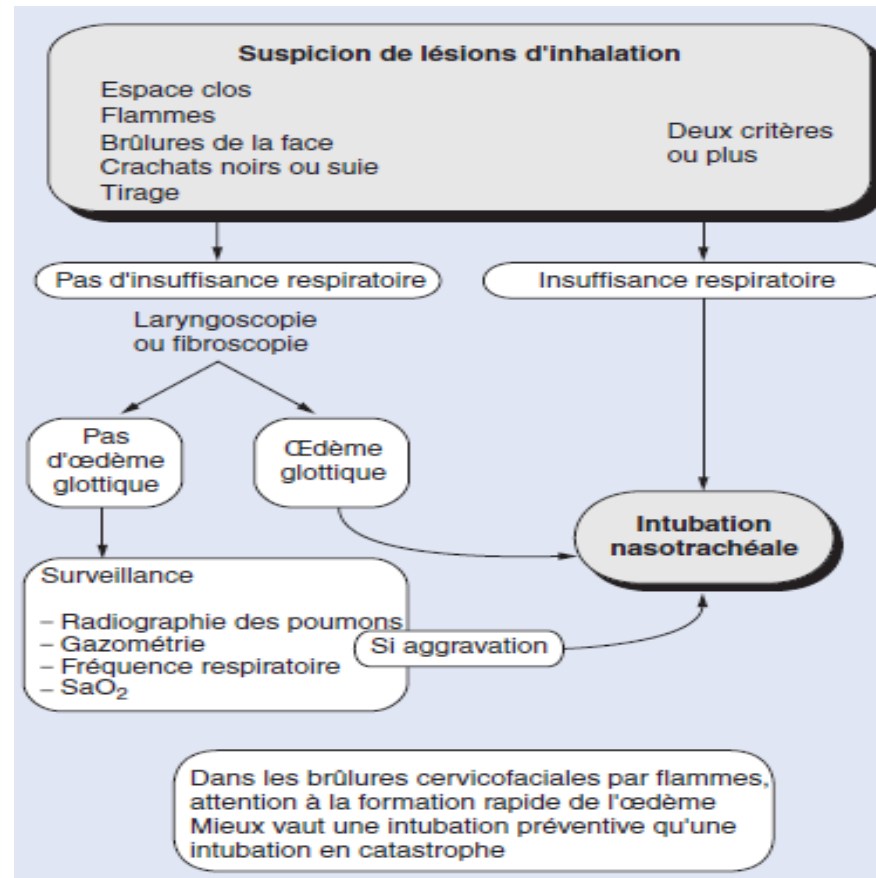 Suspicion de lésions d'inhalation
Espace clos
Flammes
Brûlures de la face
Crachats noirs ou suie
Tirage
Deux critères
ou plus
Pas d'insuffisance respiratoire
Insuffisance respiratoire
Laryngoscopie
ou fibroscopie
Pas
d'œdème
glottique
Œdème
glottique
Intubation
nasotrachéale
Surveillance
– Radiographie des poumons
– Gazométrie
– Fréquence respiratoire
– SaO₂
Si aggravation
Dans les brûlures cervicofaciales par flammes,
attention à la formation rapide de l'œdème
Mieux vaut une intubation préventive qu'une
intubation en catastrophe